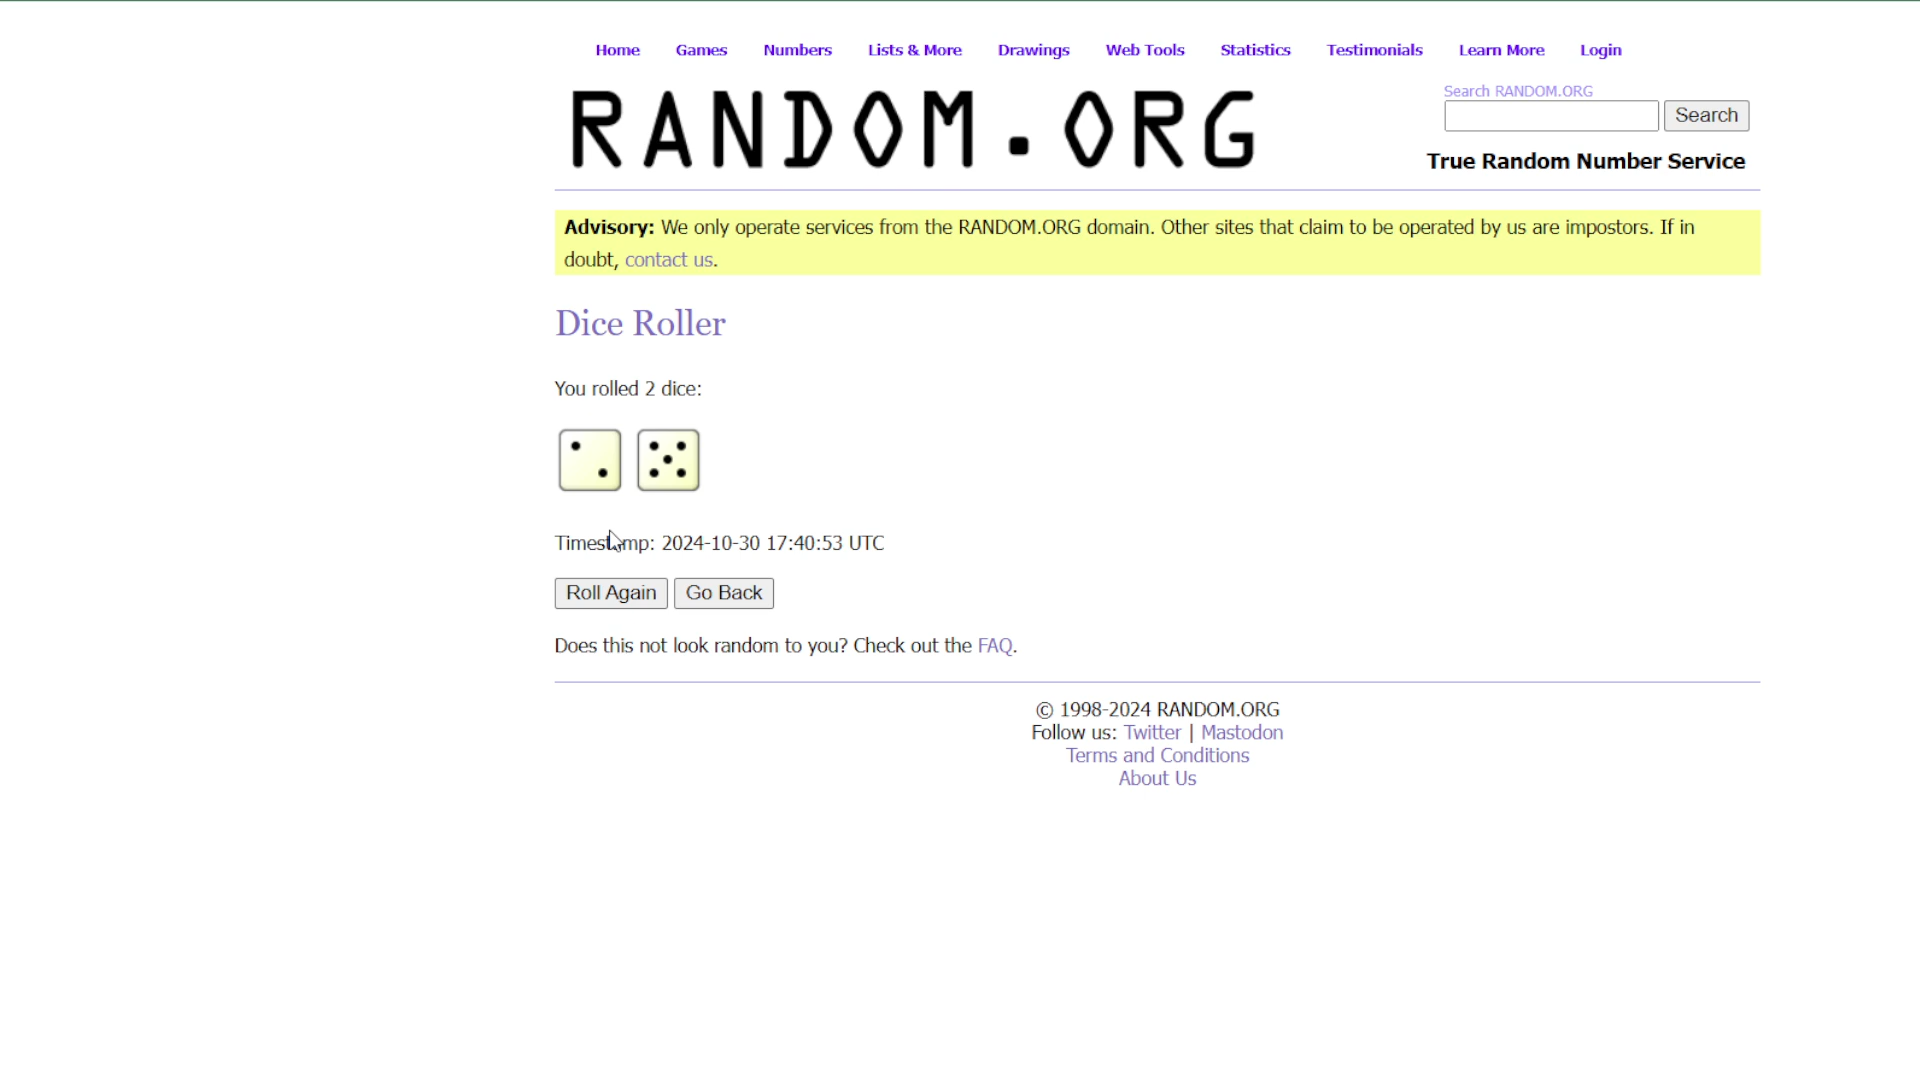 Home Games Numbers Lists & More Drawings Web Tools Statistics Testimonials Learn More Login
RANDOM.ORG
Search RANDOM.ORG
Search
True Random Number Service
Advisory: We only operate services from the RANDOM.ORG domain. Other sites that claim to be operated by us are impostors. If in
doubt, contact us.
Dice Roller
You rolled 2 dice:
Timestamp: 2024-10-30 17:40:53 UTC
Roll Again Go Back
Does this not look random to you? Check out the FAQ.
© 1998-2024 RANDOM.ORG
Follow us: Twitter | Mastodon
Terms and Conditions
About Us